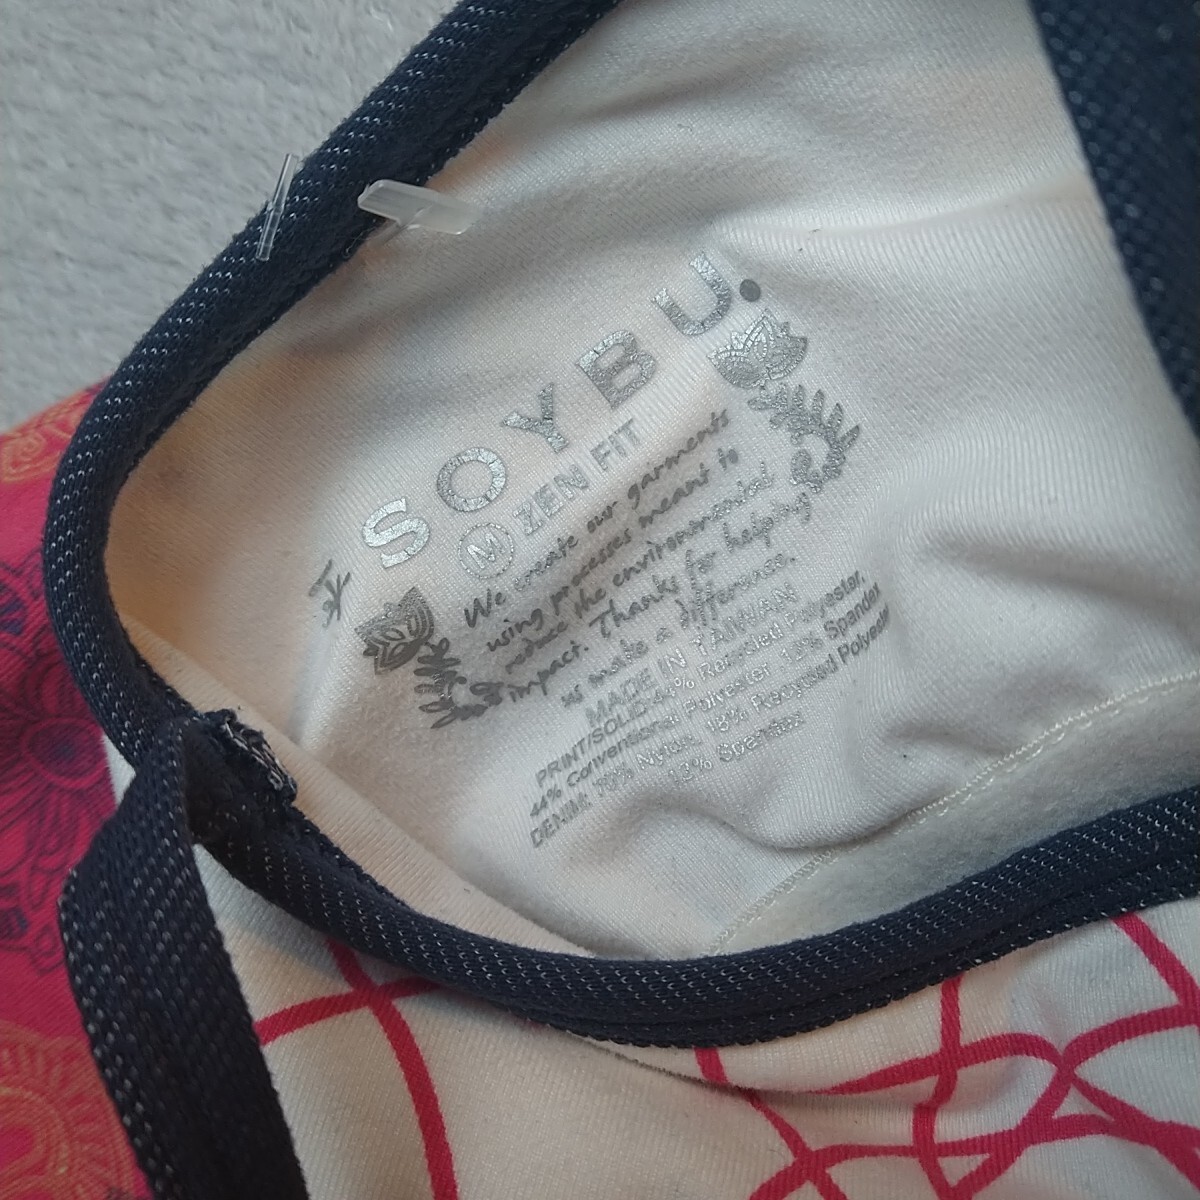 SOYBU.
M ZEN FIT
We create our garments
using processes meant to
reduce the environmental
impact. Thanks for helping
us make a difference.
MADE IN TAIWAN
PRINT/SOLID: 44% Recycled Polyester,
44% Conventional Polyester, 12% Spandex
DENIM: 70% Nylon, 18% Recycled Polyester
12% Spandex